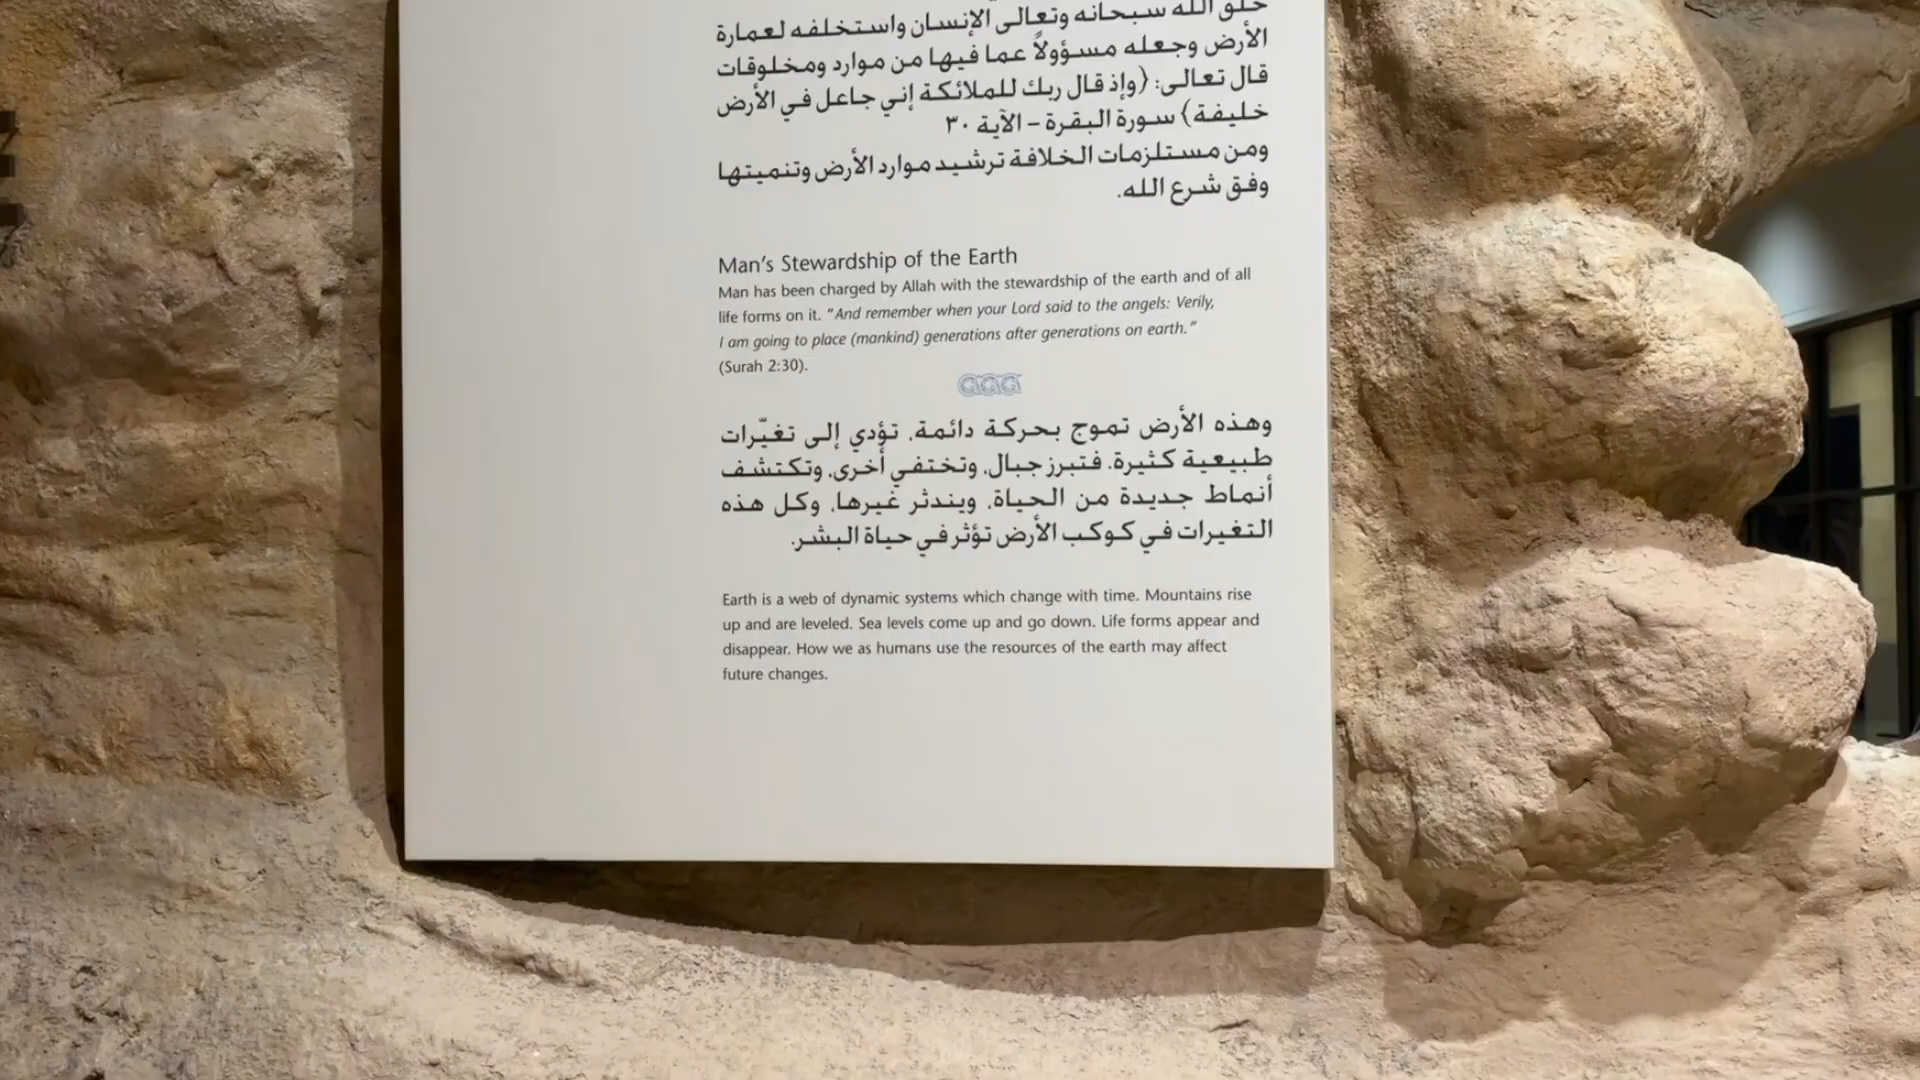 خلق الله سبحانه وتعالى الإنسان واستخلفه لعمارة
الأرض وجعله مسؤولاً عما فيها من موارد ومخلوقات
قال تعالى: (وإذ قال ربك للملائكة إني جاعل في الأرض
خليفة) سورة البقرة – الآية ٣٠
ومن مستلزمات الخلافة ترشيد موارد الأرض وتنميتها
وفق شرع الله.
Man's Stewardship of the Earth
Man has been charged by Allah with the stewardship of the earth and of all
life forms on it. "And remember when your Lord said to the angels: Verily,
I am going to place (mankind) generations after generations on earth."
(Surah 2:30).
وهذه الأرض تموج بحركة دائمة، تؤدي إلى تغيّرات
طبيعية كثيرة، فتبرز جبال، وتختفي أخرى، وتكتشف
أنماط جديدة من الحياة، ويندثر غيرها، وكل هذه
التغيرات في كوكب الأرض تؤثر في حياة البشر.
Earth is a web of dynamic systems which change with time. Mountains rise
up and are leveled. Sea levels come up and go down. Life forms appear and
disappear. How we as humans use the resources of the earth may affect
future changes.